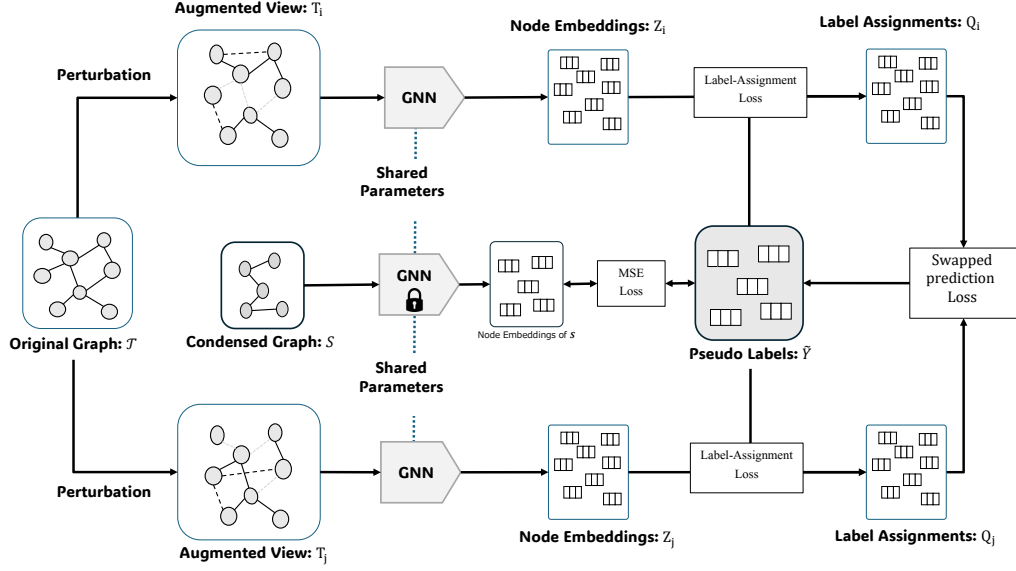 Augmented View: Tᵢ
Node Embeddings: Zᵢ
Label Assignments: Qᵢ
Perturbation
GNN
Label-Assignment
Loss
Shared
Parameters
GNN
MSE
Loss
Swapped
prediction
Loss
Node Embeddings of s
Original Graph: 𝒯
Condensed Graph: S
Pseudo Labels: Ỹ
Shared
Parameters
GNN
Label-Assignment
Loss
Perturbation
Augmented View: Tⱼ
Node Embeddings: Zⱼ
Label Assignments: Qⱼ